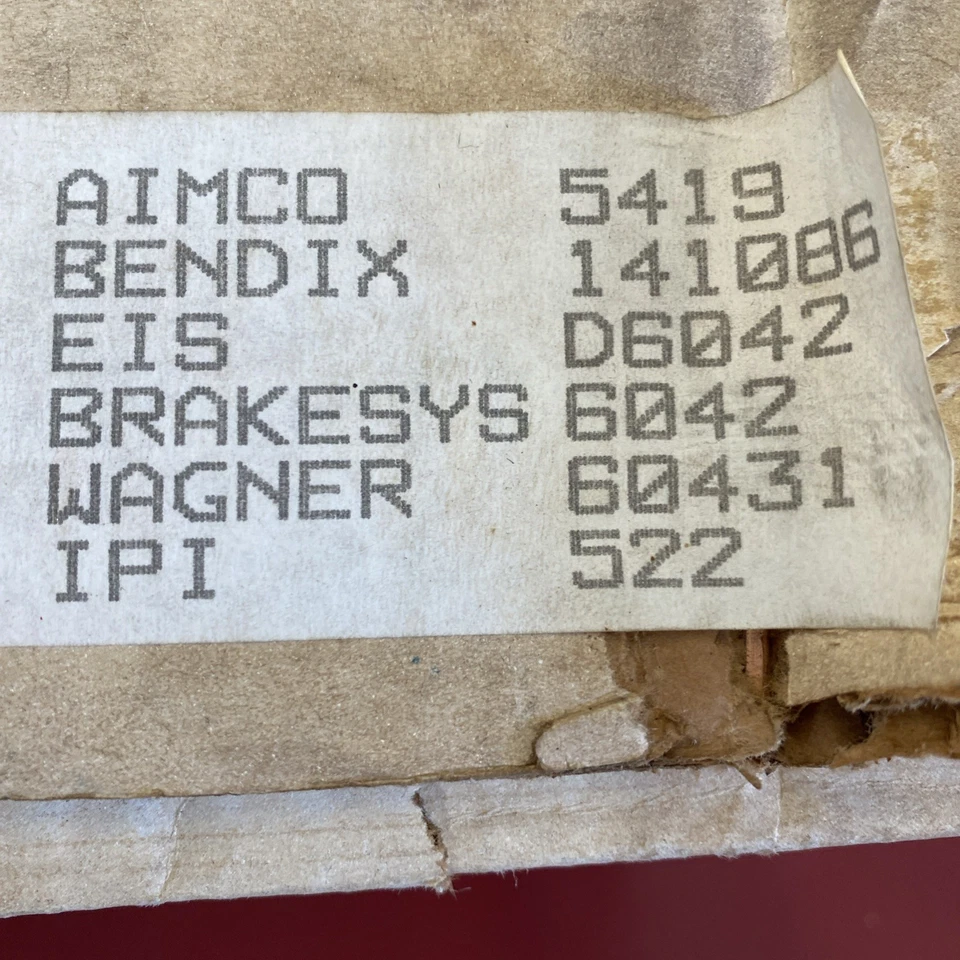 AIMCO 5419
BENDIX 141086
EIS D6042
BRAKESYS 6042
WAGNER 60431
IPI 522